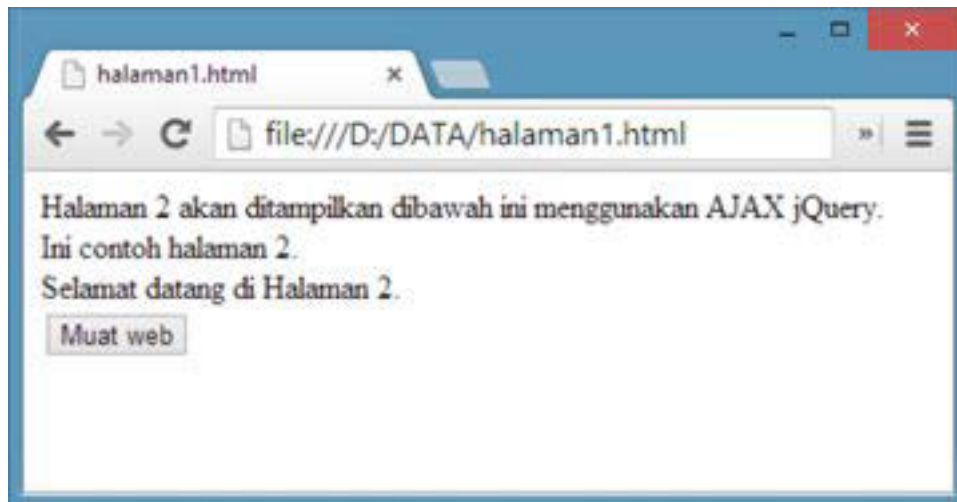 halaman1.html
file:///D:/DATA/halaman1.html
Halaman 2 akan ditampilkan dibawah ini menggunakan AJAX jQuery.
Ini contoh halaman 2.
Selamat datang di Halaman 2.
Muat web